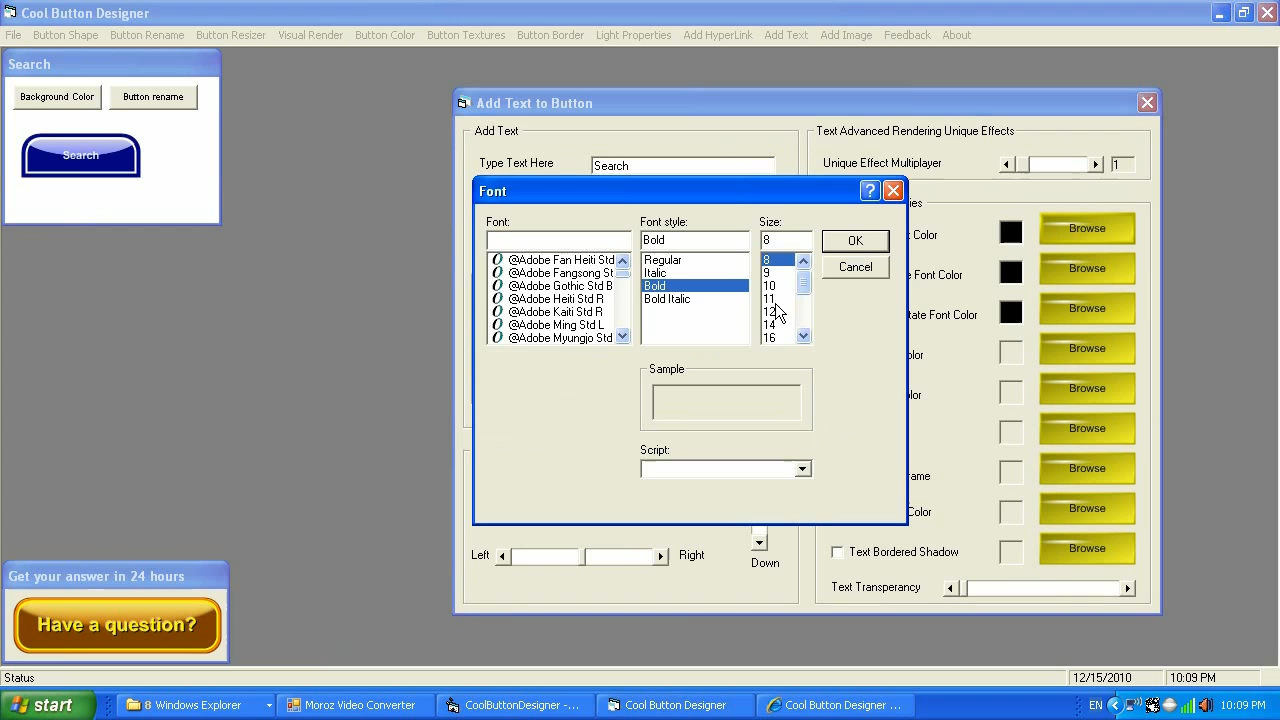 Cool Button Designer
File Button Shape Button Rename Button Resizer Visual Render Button Color Button Textures Button Border Light Properties Add HyperLink Add Text Add Image Feedback About
Search
Background Color Button rename
Search
Add Text to Button
Add Text
Type Text Here Search
Text Advanced Rendering Unique Effects
Unique Effect Multiplayer 1
Font
Font: Font style: Size:
Bold 8
@Adobe Fan Heiti Std Regular 8
@Adobe Fangsong St Italic 9
@Adobe Gothic Std B Bold 10
@Adobe Heiti Std R Bold Italic 11
@Adobe Kaiti Std R 12
@Adobe Ming Std L 14
@Adobe Myungjo Std 16
OK
Cancel
Sample
Script:
Color Browse
Font Color Browse
tate Font Color Browse
Browse
Browse
Browse
rame Browse
Color Browse
Text Bordered Shadow Browse
Text Transperancy
Left Right
Down
Get your answer in 24 hours
Have a question?
Status 12/15/2010 10:09 PM
start 8 Windows Explorer Moroz Video Converter CoolButtonDesigner -... Cool Button Designer Cool Button Designer ... EN 10:09 PM